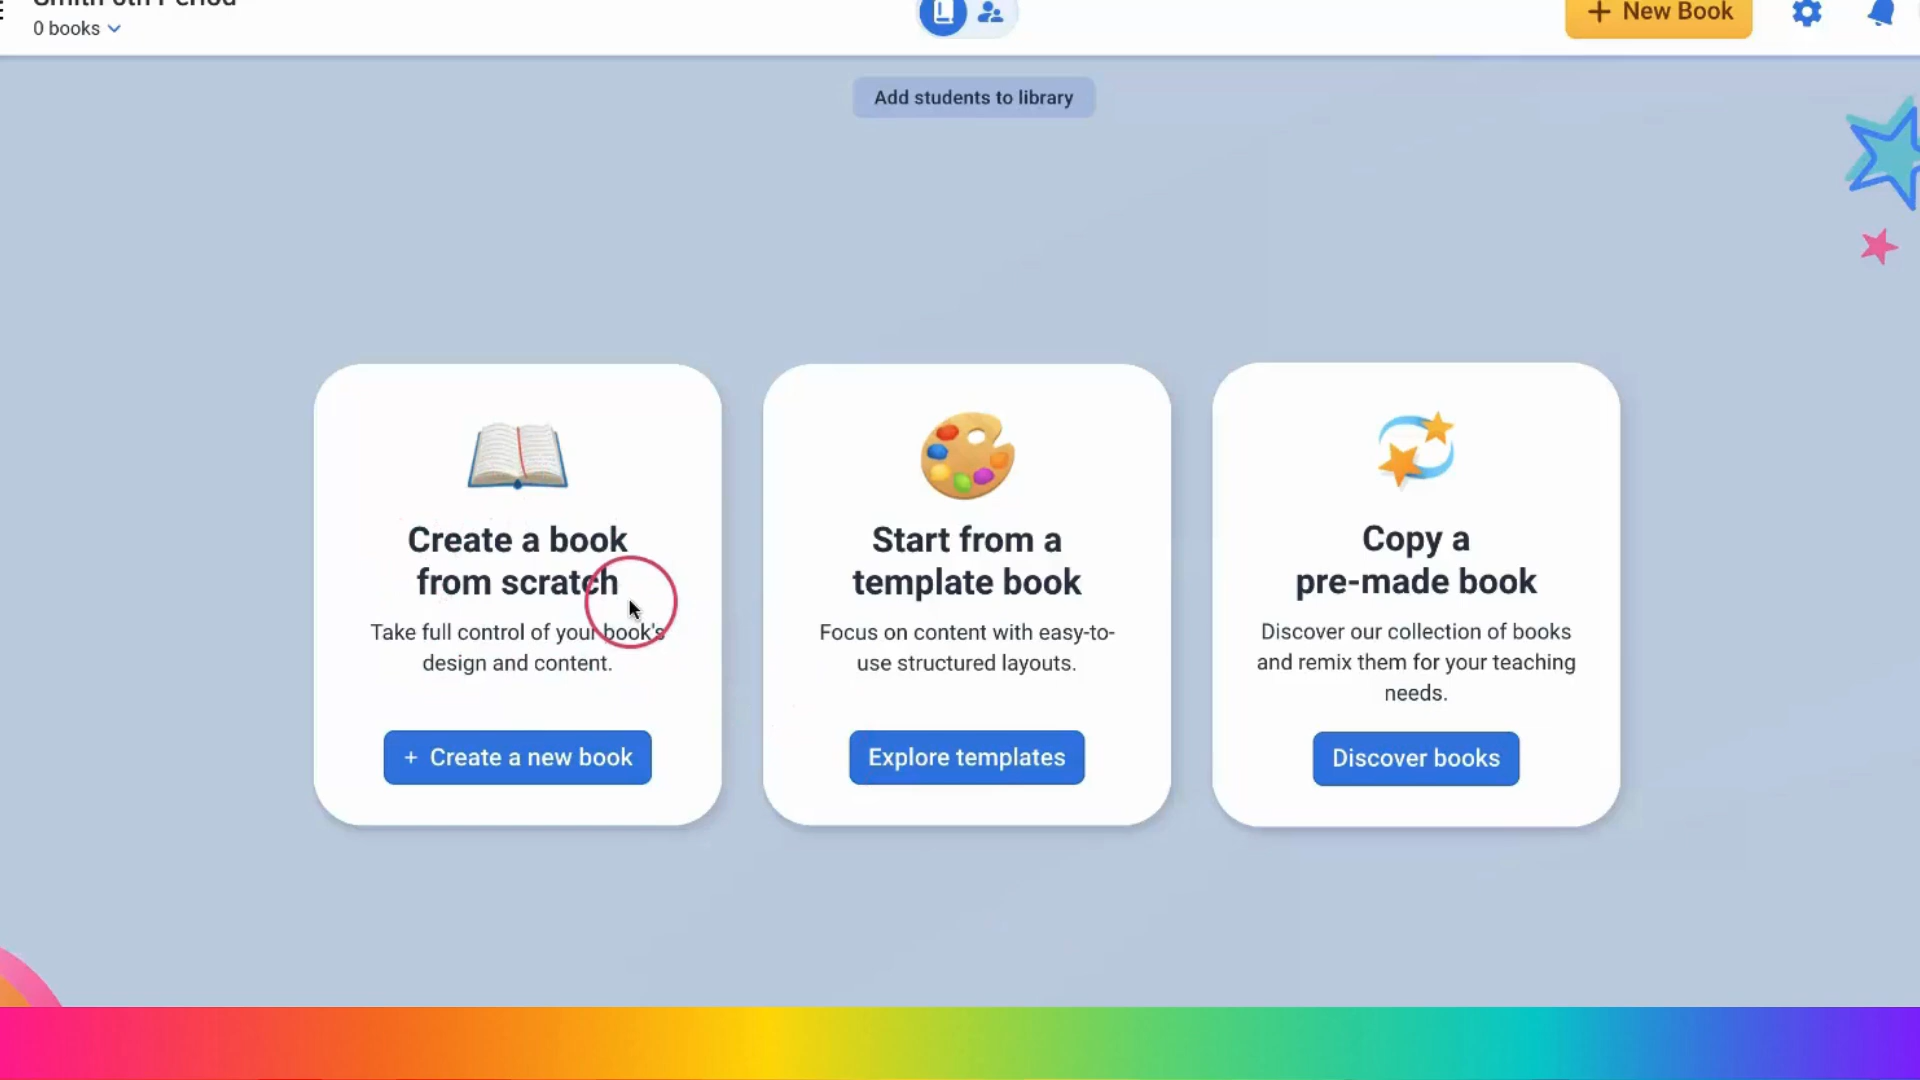 0 books
+ New Book
Add students to library
Create a book
from scratch
Take full control of your book's
design and content.
+ Create a new book
Start from a
template book
Focus on content with easy-to-
use structured layouts.
Explore templates
Copy a
pre-made book
Discover our collection of books
and remix them for your teaching
needs.
Discover books